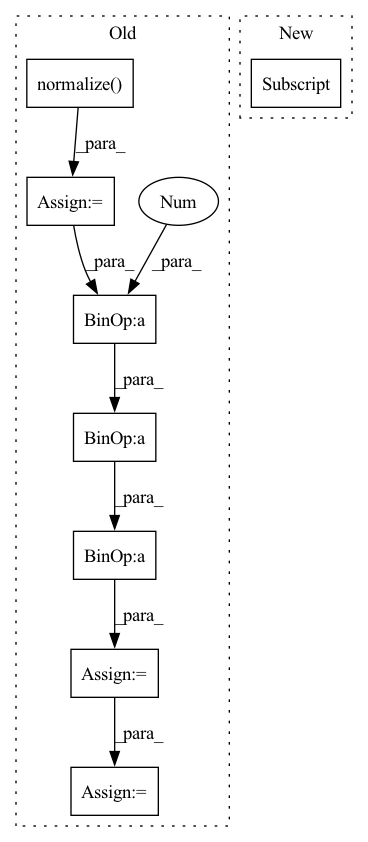 Old
New
normalize()
Subscript
_para_
Assign:=
Num
_para_
_para_
BinOp:a
_para_
BinOp:a
_para_
BinOp:a
_para_
Assign:=
_para_
Assign:=